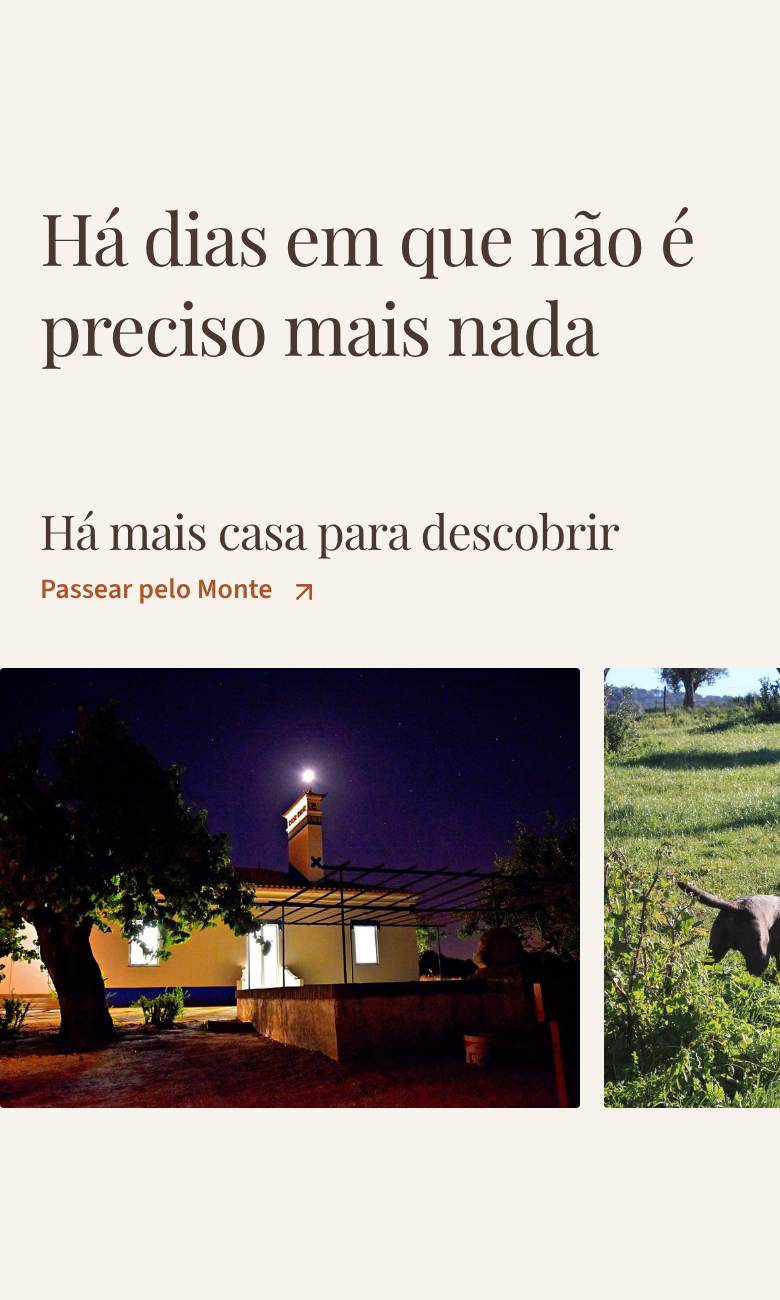 Há dias em que não é
preciso mais nada
Há mais casa para descobrir
Passear pelo Monte